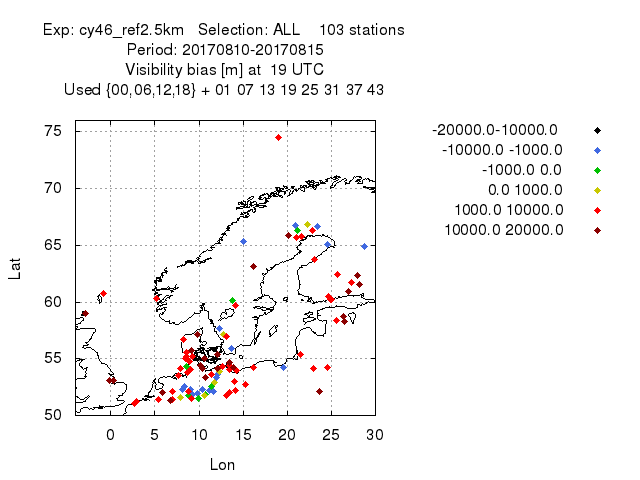 Exp: cy46_ref2.5km Selection: ALL 103 stations
Period: 20170810-20170815
Visibility bias [m] at 19 UTC
Used {00,06,12,18} + 01 07 13 19 25 31 37 43
75
70
65
60
55
50
0 5 10 15 20 25 30
Lat
Lon
-20000.0-10000.0
-10000.0 -1000.0
-1000.0 0.0
0.0 1000.0
1000.0 10000.0
10000.0 20000.0